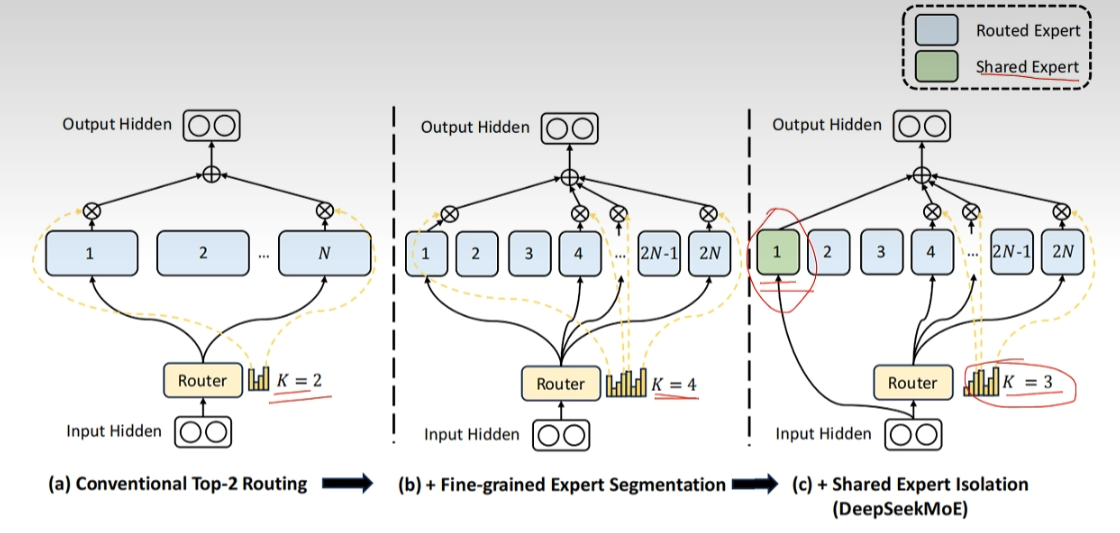 Routed Expert
Shared Expert
Output Hidden
1
2
...
N
Router
K = 2
Input Hidden
(a) Conventional Top-2 Routing
Output Hidden
1
2
3
4
...
2N-1
2N
Router
K = 4
Input Hidden
(b) + Fine-grained Expert Segmentation
Output Hidden
1
2
3
4
...
2N-1
2N
Router
K = 3
Input Hidden
(c) + Shared Expert Isolation
(DeepSeekMoE)